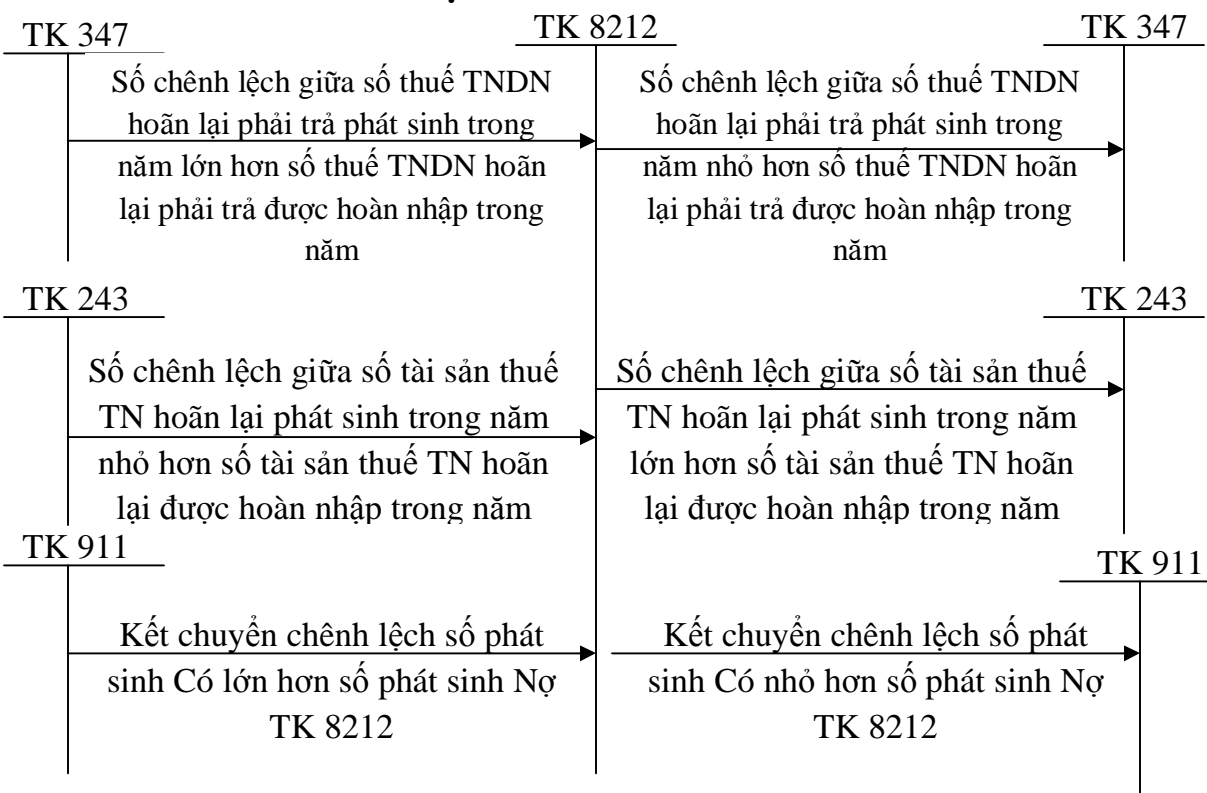 TK 347
TK 8212
TK 347
Số chênh lệch giữa số thuế TNDN
hoãn lại phải trả phát sinh trong
năm lớn hơn số thuế TNDN hoãn
lại phải trả được hoàn nhập trong
năm
Số chênh lệch giữa số thuế TNDN
hoãn lại phải trả phát sinh trong
năm nhỏ hơn số thuế TNDN hoãn
lại phải trả được hoàn nhập trong
năm
TK 243
TK 243
Số chênh lệch giữa số tài sản thuế
TN hoãn lại phát sinh trong năm
nhỏ hơn số tài sản thuế TN hoãn
lại được hoàn nhập trong năm
Số chênh lệch giữa số tài sản thuế
TN hoãn lại phát sinh trong năm
lớn hơn số tài sản thuế TN hoãn
lại được hoàn nhập trong năm
TK 911
TK 911
Kết chuyển chênh lệch số phát
sinh Có lớn hơn số phát sinh Nợ
TK 8212
Kết chuyển chênh lệch số phát
sinh Có nhỏ hơn số phát sinh Nợ
TK 8212